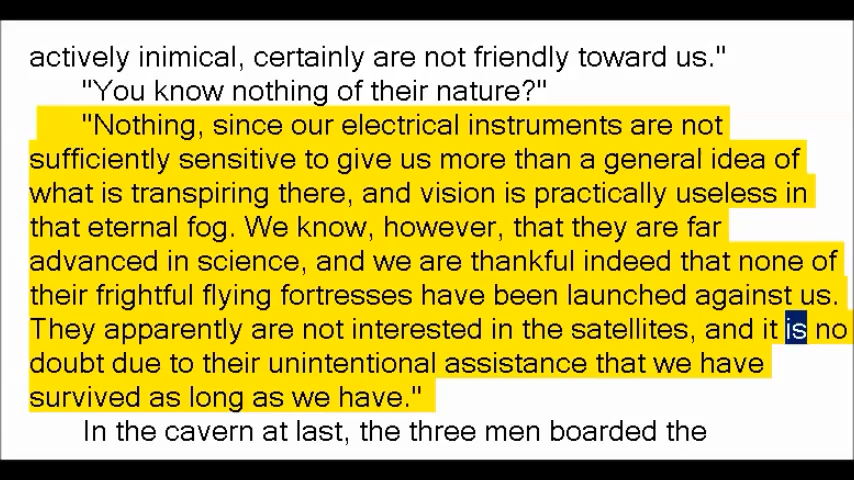 actively inimical, certainly are not friendly toward us."
"You know nothing of their nature?"
"Nothing, since our electrical instruments are not
sufficiently sensitive to give us more than a general idea of
what is transpiring there, and vision is practically useless in
that eternal fog. We know, however, that they are far
advanced in science, and we are thankful indeed that none of
their frightful flying fortresses have been launched against us.
They apparently are not interested in the satellites, and it is no
doubt due to their unintentional assistance that we have
survived as long as we have."
In the cavern at last, the three men boarded the